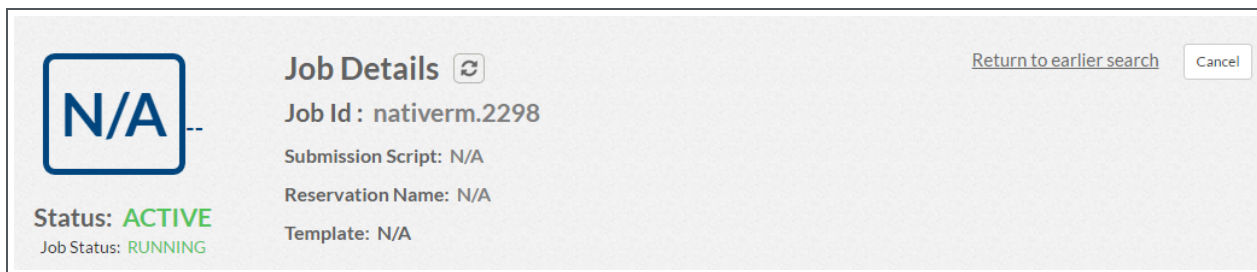 N/A --
Status: ACTIVE
Job Status: RUNNING
Job Details
Job Id : nativerm.2298
Submission Script: N/A
Reservation Name: N/A
Template: N/A
Return to earlier search
Cancel